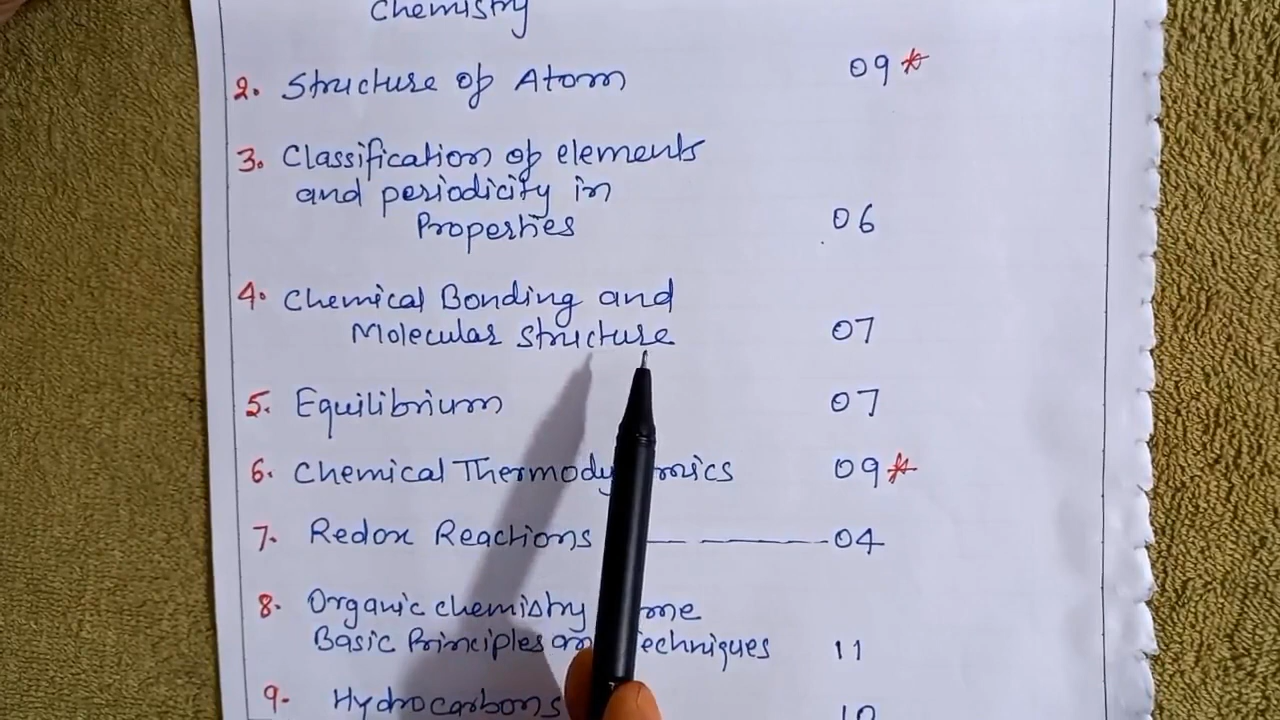 Chemistry
2. Structure of Atom 09*
3. Classification of elements
and periodicity in
Properties 06
4. Chemical Bonding and
Molecular structure 07
5. Equilibrium 07
6. Chemical 09*
7. Redox Reactions 04
8. Organic chemistry
Basic Principles 11
9. Hydrocarbons 10